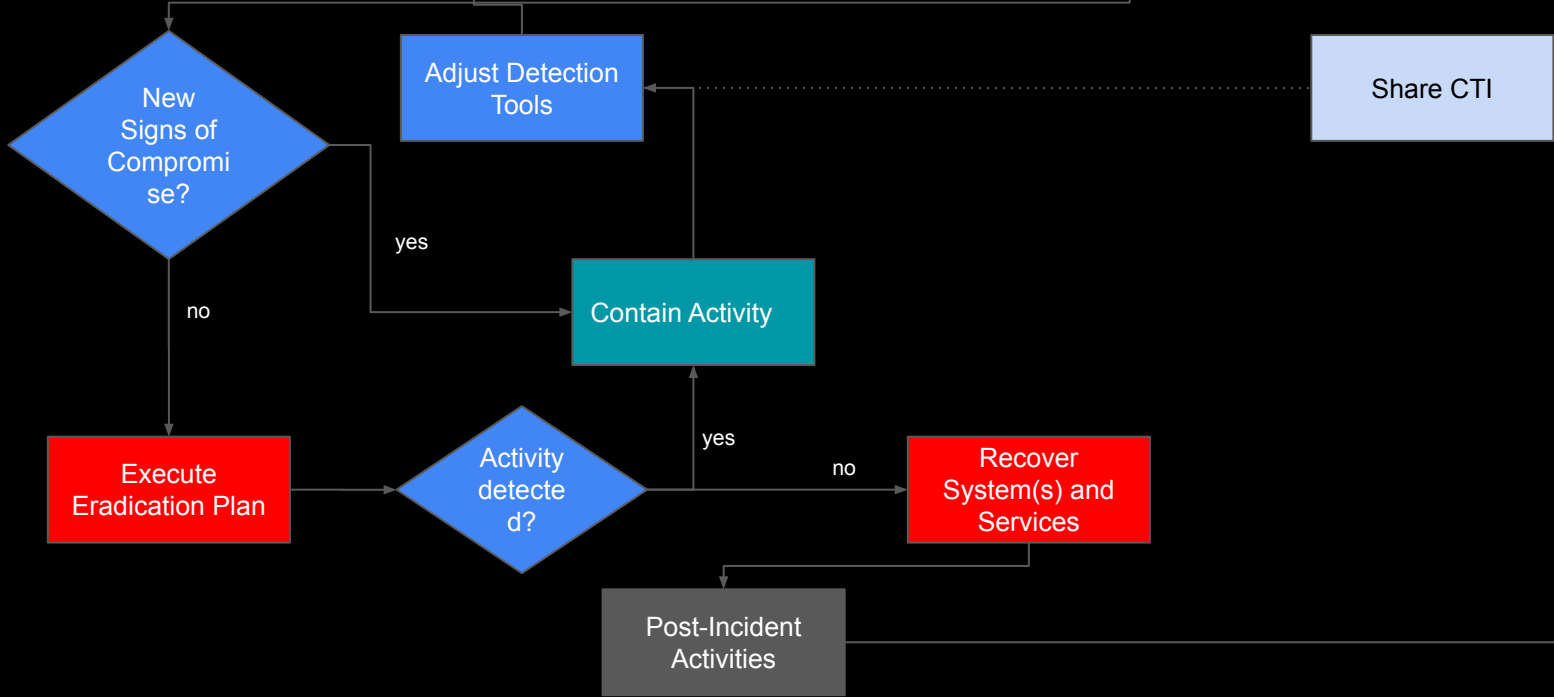 New
Signs of
Compromi
se?
Adjust Detection
Tools
Share CTI
yes
no
Contain Activity
yes
no
Execute
Eradication Plan
Activity
detecte
d?
Recover
System(s) and
Services
Post-Incident
Activities